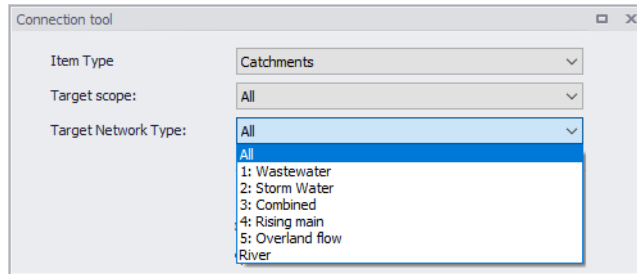 Connection tool
Item Type Catchments
Target scope: All
Target Network Type: All
All
1: Wastewater
2: Storm Water
3: Combined
4: Rising main
5: Overland flow
River